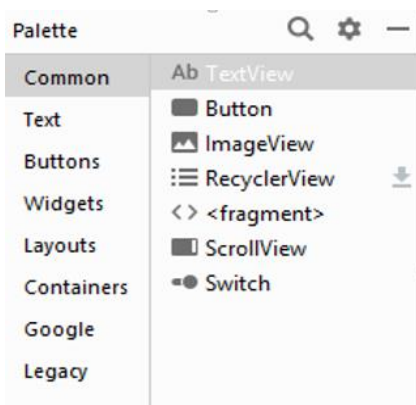 Palette
Common
Text
Buttons
Widgets
Layouts
Containers
Google
Legacy
Ab TextView
Button
ImageView
RecyclerView
<> <fragment>
ScrollView
Switch